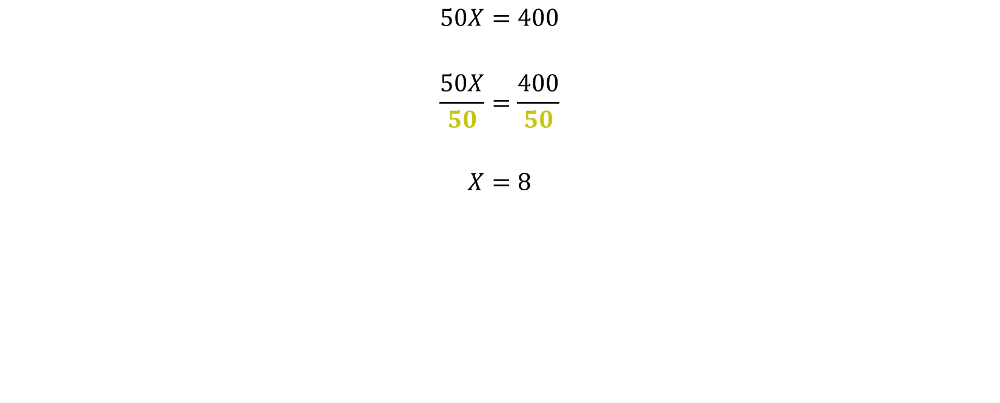 50X = 400
50X/50 = 400/50
X = 8